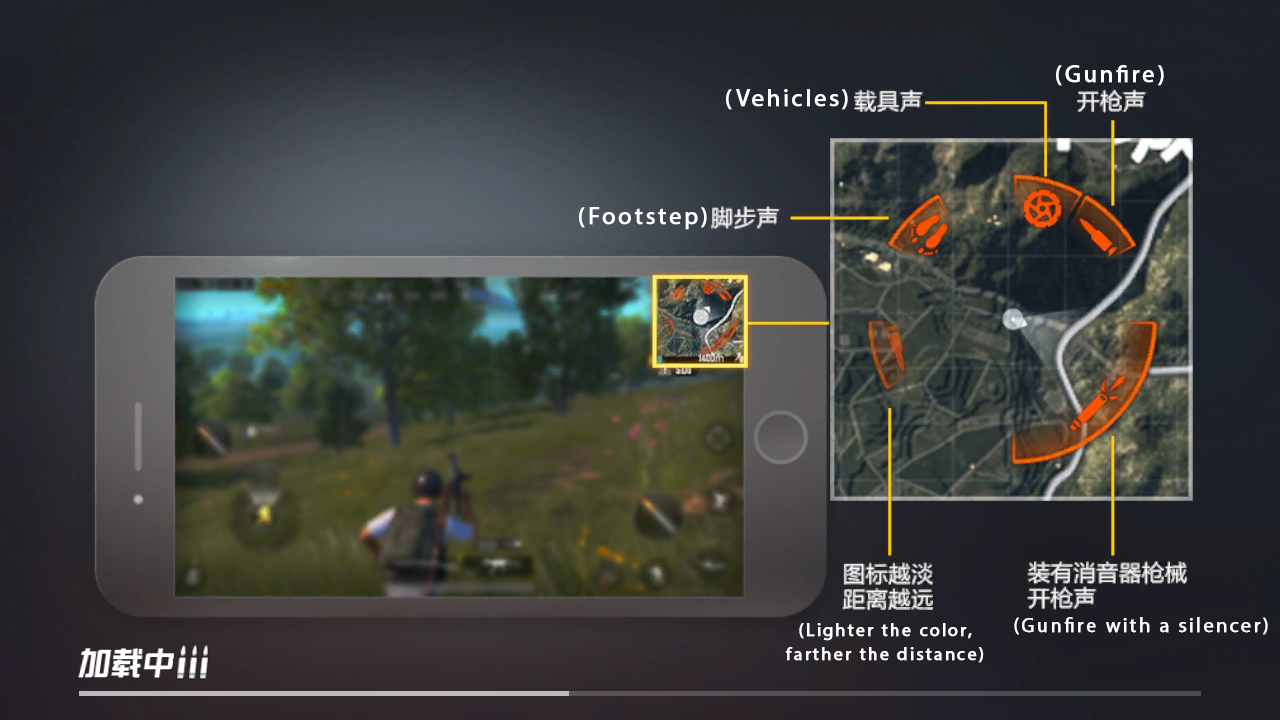 (Gunfire)
(Vehicles) 载具声
开枪声
(Footstep) 脚步声
1400m
图标越淡
距离越远
(Lighter the color,
farther the distance)
装有消音器枪械
开枪声
(Gunfire with a silencer)
加载中